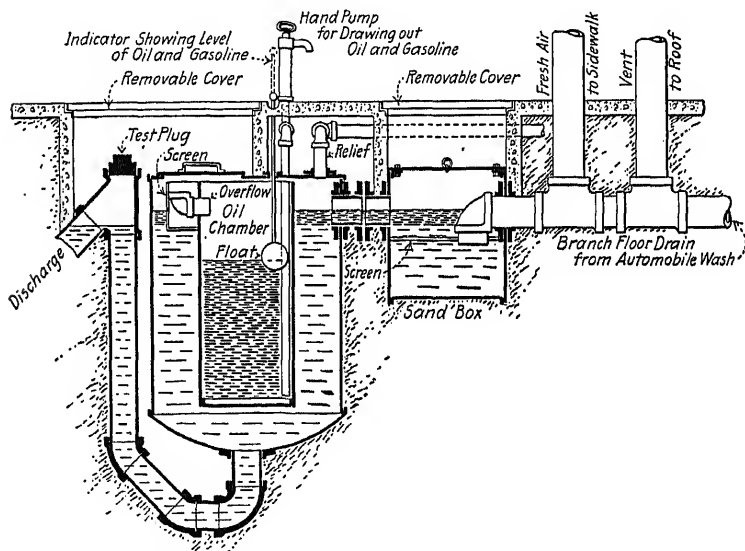 Hand Pump
for Drawing out
Oil and Gasoline
Indicator Showing Level
of Oil and Gasoline
Removable Cover
Removable Cover
Fresh Air
to Sidewalk
Vent
to Roof
Test Plug
Screen
Relief
Overflow
Oil
Chamber
Float
Discharge
Screen
Branch Floor Drain
from Automobile Wash
Sand Box